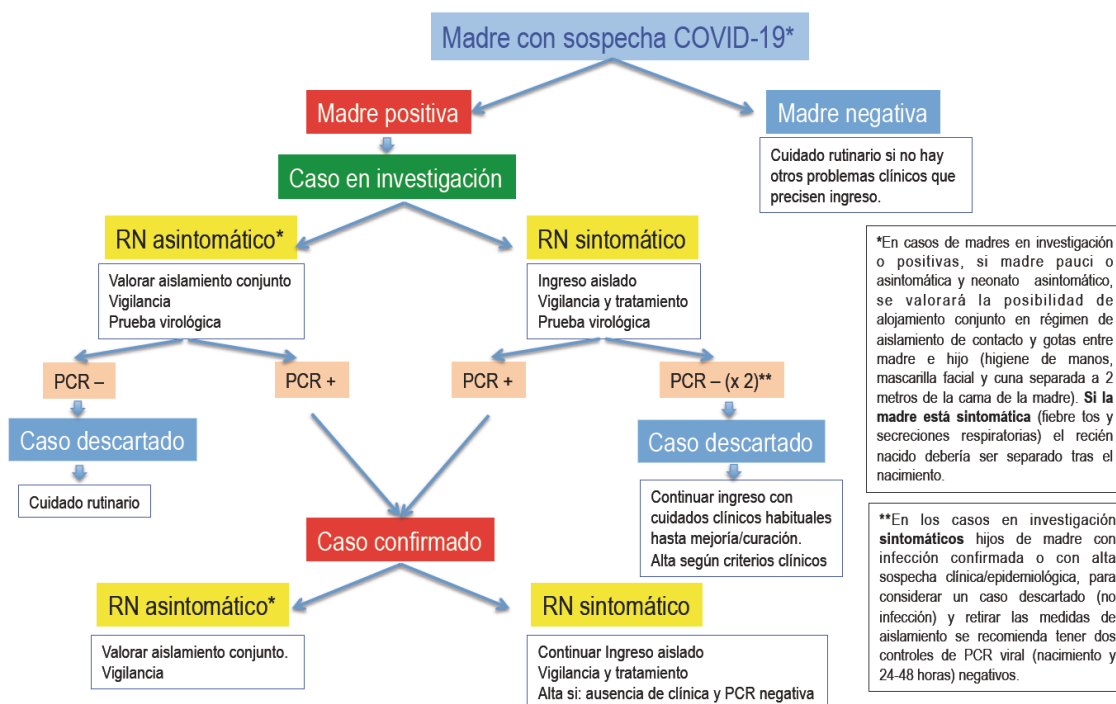 Madre con sospecha COVID-19*
Madre positiva
Madre negativa
Cuidado rutinario si no hay
otros problemas clínicos que
precisen ingreso.
Caso en investigación
RN asintomático*
RN sintomático
Valorar aislamiento conjunto
Vigilancia
Prueba virológica
Ingreso aislado
Vigilancia y tratamiento
Prueba virológica
PCR –
PCR +
PCR +
PCR – (x 2)**
Caso descartado
Caso descartado
Cuidado rutinario
Continuar ingreso con
cuidados clínicos habituales
hasta mejoría/curación.
Alta según criterios clínicos
Caso confirmado
RN asintomático*
RN sintomático
Valorar aislamiento conjunto.
Vigilancia
Continuar Ingreso aislado
Vigilancia y tratamiento
Alta si: ausencia de clínica y PCR negativa
*En casos de madres en investigación
o positivas, si madre pauci o
asintomática y neonato asintomático,
se valorará la posibilidad de
alojamiento conjunto en régimen de
aislamiento de contacto y gotas entre
madre e hijo (higiene de manos,
mascarilla facial y cuna separada a 2
metros de la cama de la madre). Si la
madre está sintomática (fiebre tos y
secreciones respiratorias) el recién
nacido debería ser separado tras el
nacimiento.
**En los casos en investigación
sintomáticos hijos de madre con
infección confirmada o con alta
sospecha clínica/epidemiológica, para
considerar un caso descartado (no
infección) y retirar las medidas de
aislamiento se recomienda tener dos
controles de PCR viral (nacimiento y
24-48 horas) negativos.